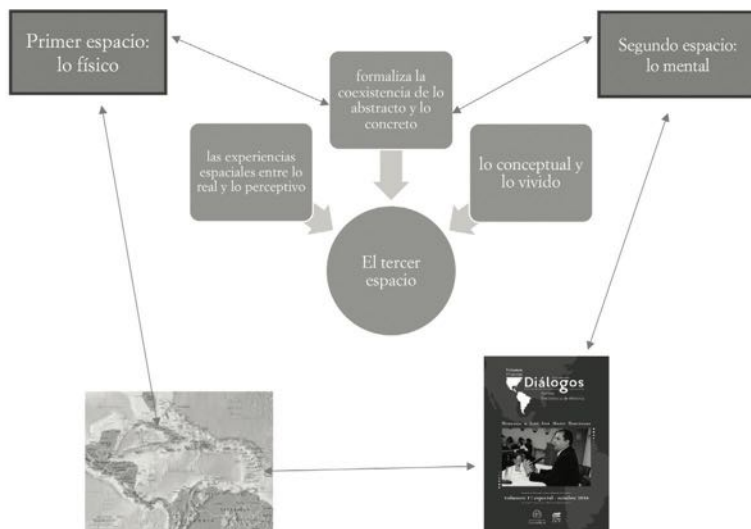 Primer espacio:
lo físico
formaliza la
coexistencia de lo
abstracto y lo
concreto
Segundo espacio:
lo mental
las experiencias
espaciales entre lo
real y lo perceptivo
lo conceptual y
lo vivido
El tercer
espacio
Diálogos